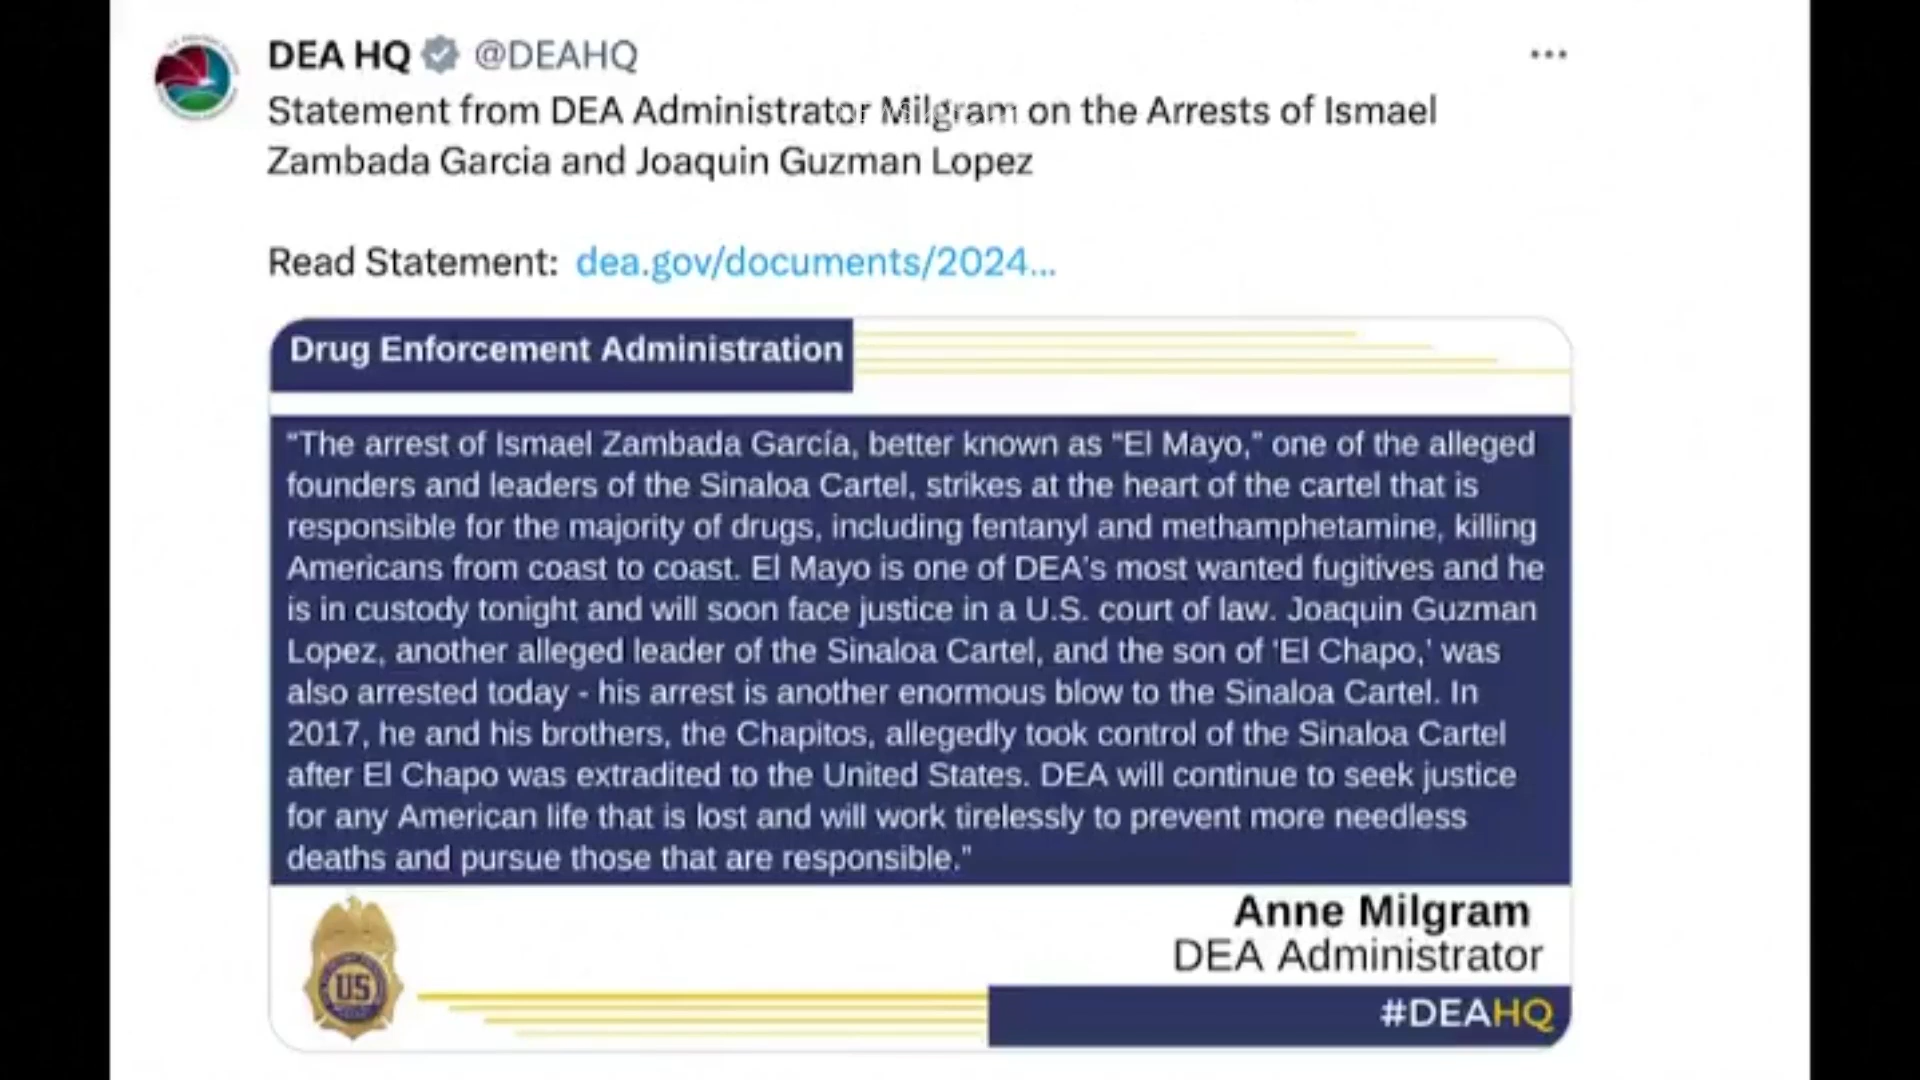 DEA HQ @DEAHQ
Statement from DEA Administrator Milgram on the Arrests of Ismael
Zambada Garcia and Joaquin Guzman Lopez
Read Statement: dea.gov/documents/2024...
Drug Enforcement Administration
“The arrest of Ismael Zambada García, better known as “El Mayo,” one of the alleged
founders and leaders of the Sinaloa Cartel, strikes at the heart of the cartel that is
responsible for the majority of drugs, including fentanyl and methamphetamine, killing
Americans from coast to coast. El Mayo is one of DEA's most wanted fugitives and he
is in custody tonight and will soon face justice in a U.S. court of law. Joaquin Guzman
Lopez, another alleged leader of the Sinaloa Cartel, and the son of 'El Chapo,' was
also arrested today - his arrest is another enormous blow to the Sinaloa Cartel. In
2017, he and his brothers, the Chapitos, allegedly took control of the Sinaloa Cartel
after El Chapo was extradited to the United States. DEA will continue to seek justice
for any American life that is lost and will work tirelessly to prevent more needless
deaths and pursue those that are responsible.”
Anne Milgram
DEA Administrator
US
#DEAHQ